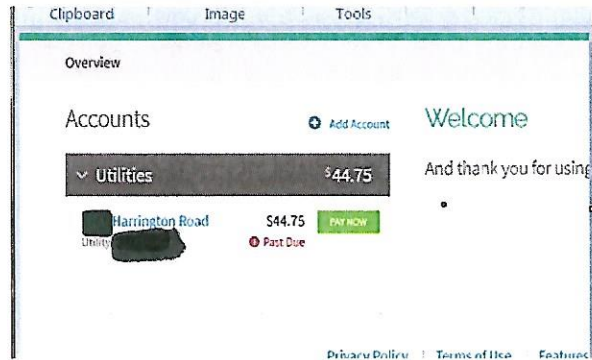 Clipboard Image Tools
Overview
Accounts
Add Account
Utilities $44.75
Harrington Road $44.75 PAY NOW
Utility
Past Due
Welcome
And thank you for using
Privacy Policy | Terms of Use Features